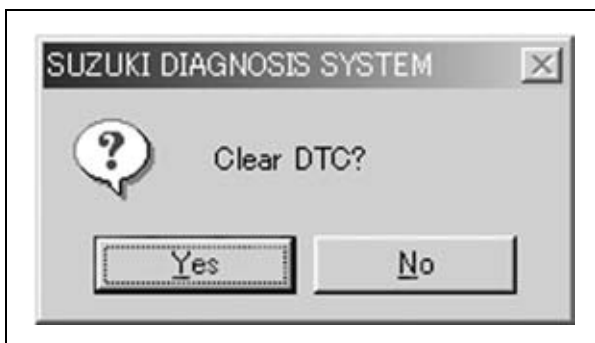 SUZUKI DIAGNOSIS SYSTEM
?
Clear DTC?
Yes No